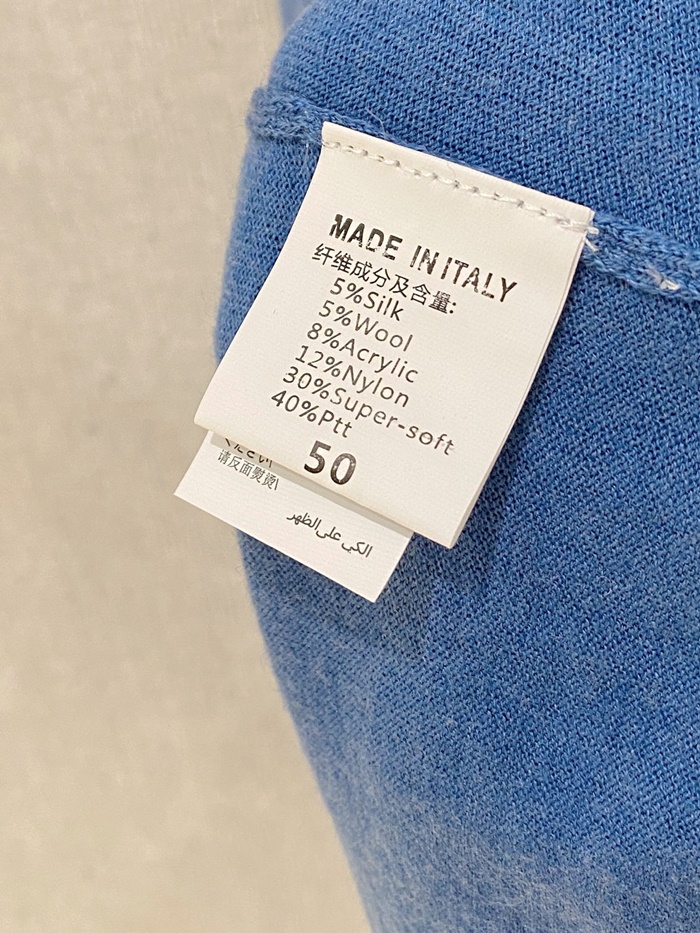 MADE IN ITALY
纤维成分及含量:
5%Silk
5%Wool
8%Acrylic
12%Nylon
30%Super-soft
40%Ptt
50
请反面熨烫\
الكي على الظهر